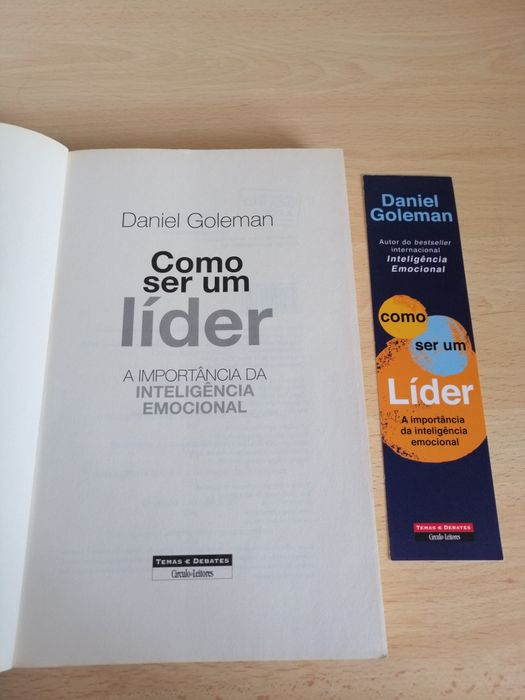 Daniel Goleman
Como
ser um
líder
A IMPORTÂNCIA DA
INTELIGÊNCIA
EMOCIONAL
TEMAS e DEBATES
Círculo de Leitores
Daniel
Goleman
Autor do bestseller
internacional
Inteligência
Emocional
como
ser um
Líder
A importância
da inteligência
emocional
TEMAS e DEBATES
Círculo de Leitores